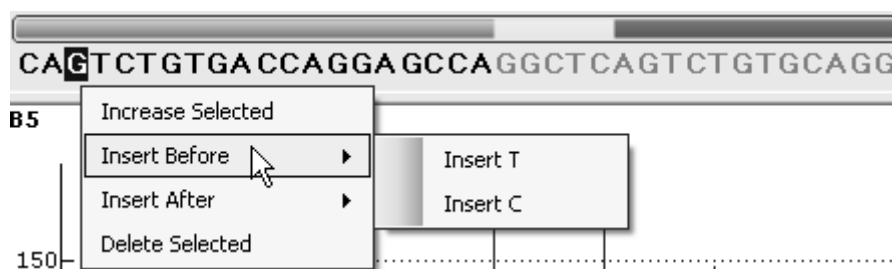 CAGTCTGTGACCAGGAGCCAGGCTCAGTCTGTGCAGG
B5
Increase Selected
Insert Before
Insert T
Insert After
Insert C
Delete Selected
150